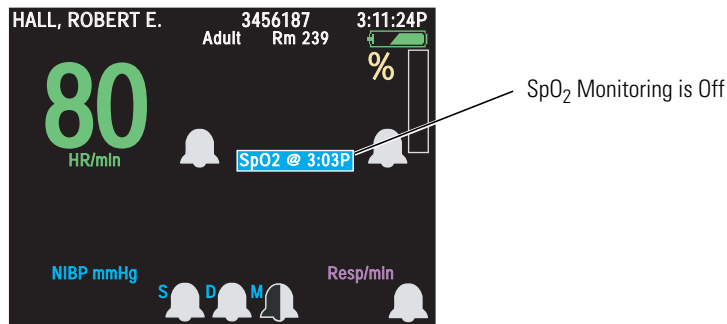 HALL, ROBERT E. 3456187 3:11:24P
Adult Rm 239
%
80
HR/min
SpO2 @ 3:03P
SpO₂ Monitoring is Off
NIBP mmHg Resp/min
S D M